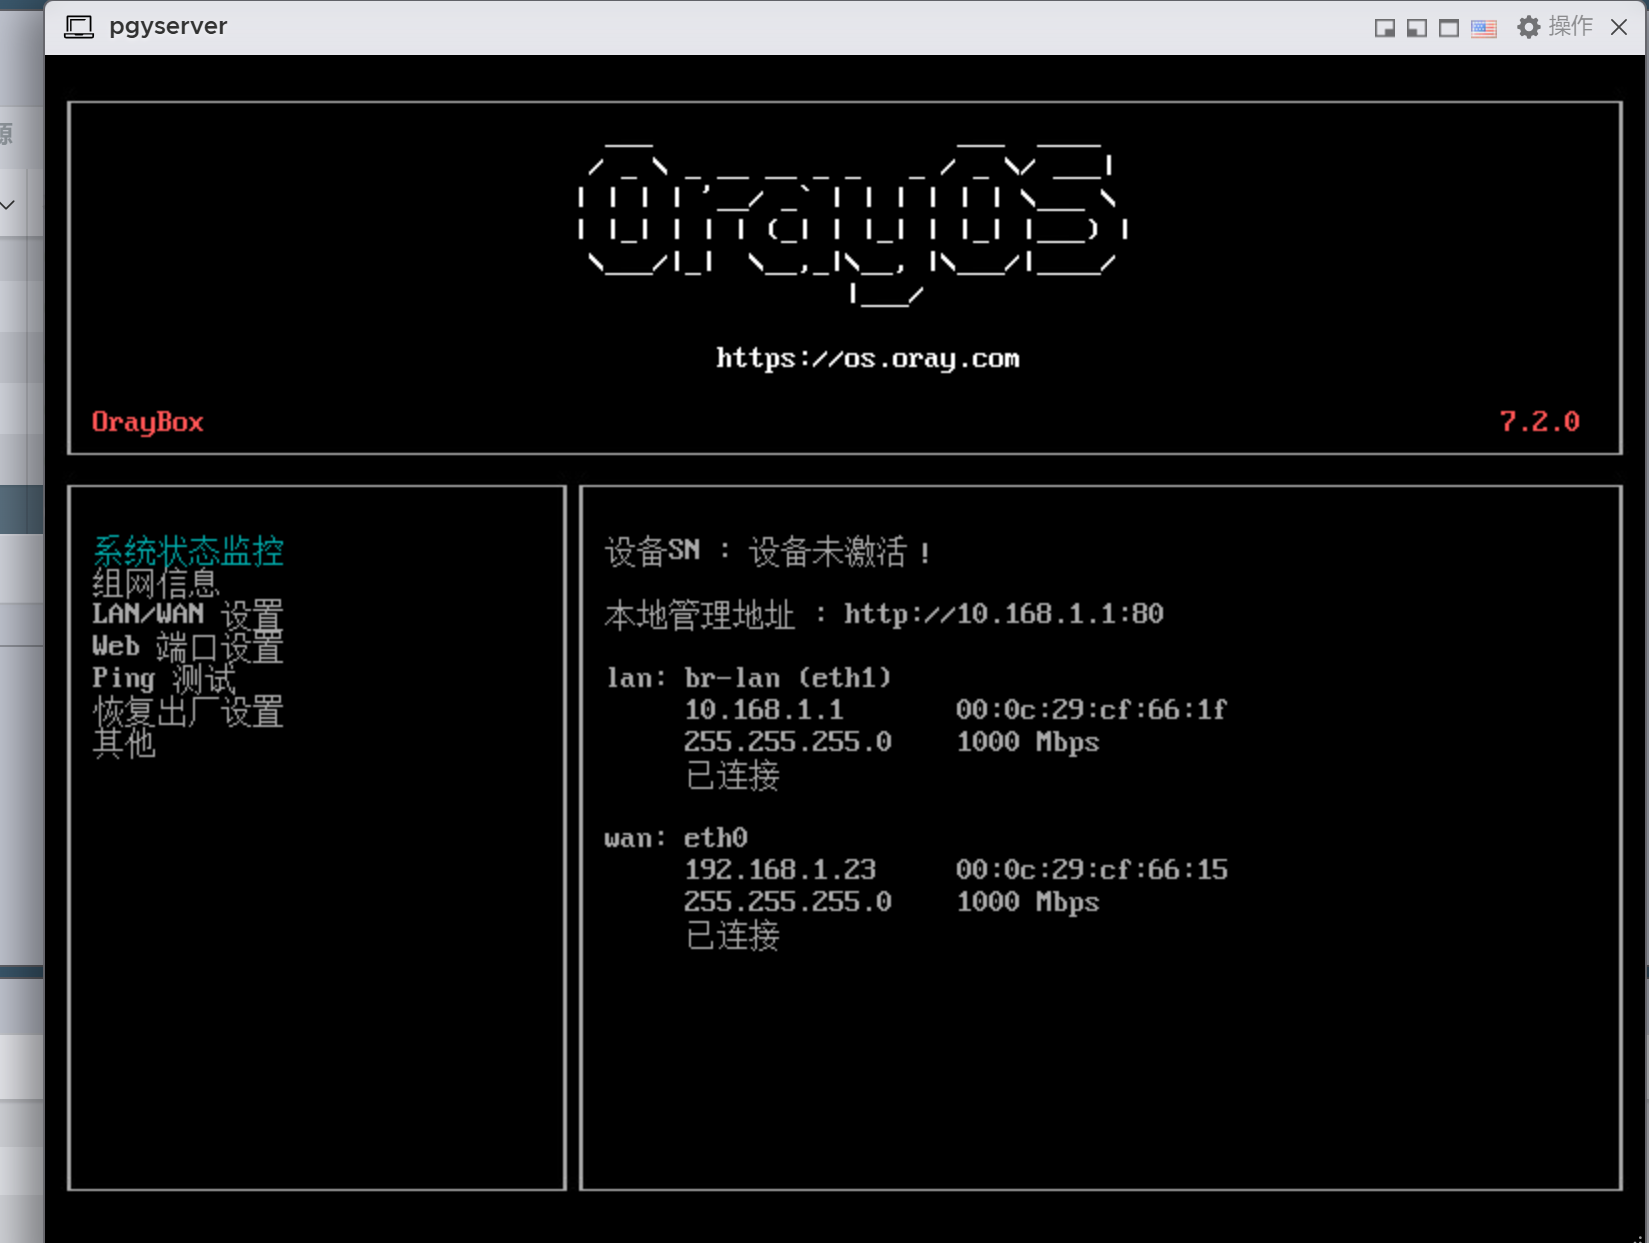 pgyserver
操作
源
OrayOS
https://os.oray.com
OrayBox 7.2.0
系统状态监控
组网信息
LAN/WAN 设置
Web 端口设置
Ping 测试
恢复出厂设置
其他
设备SN : 设备未激活 !
本地管理地址 : http://10.168.1.1:80
lan: br-lan (eth1)
10.168.1.1 00:0c:29:cf:66:1f
255.255.255.0 1000 Mbps
已连接
wan: eth0
192.168.1.23 00:0c:29:cf:66:15
255.255.255.0 1000 Mbps
已连接